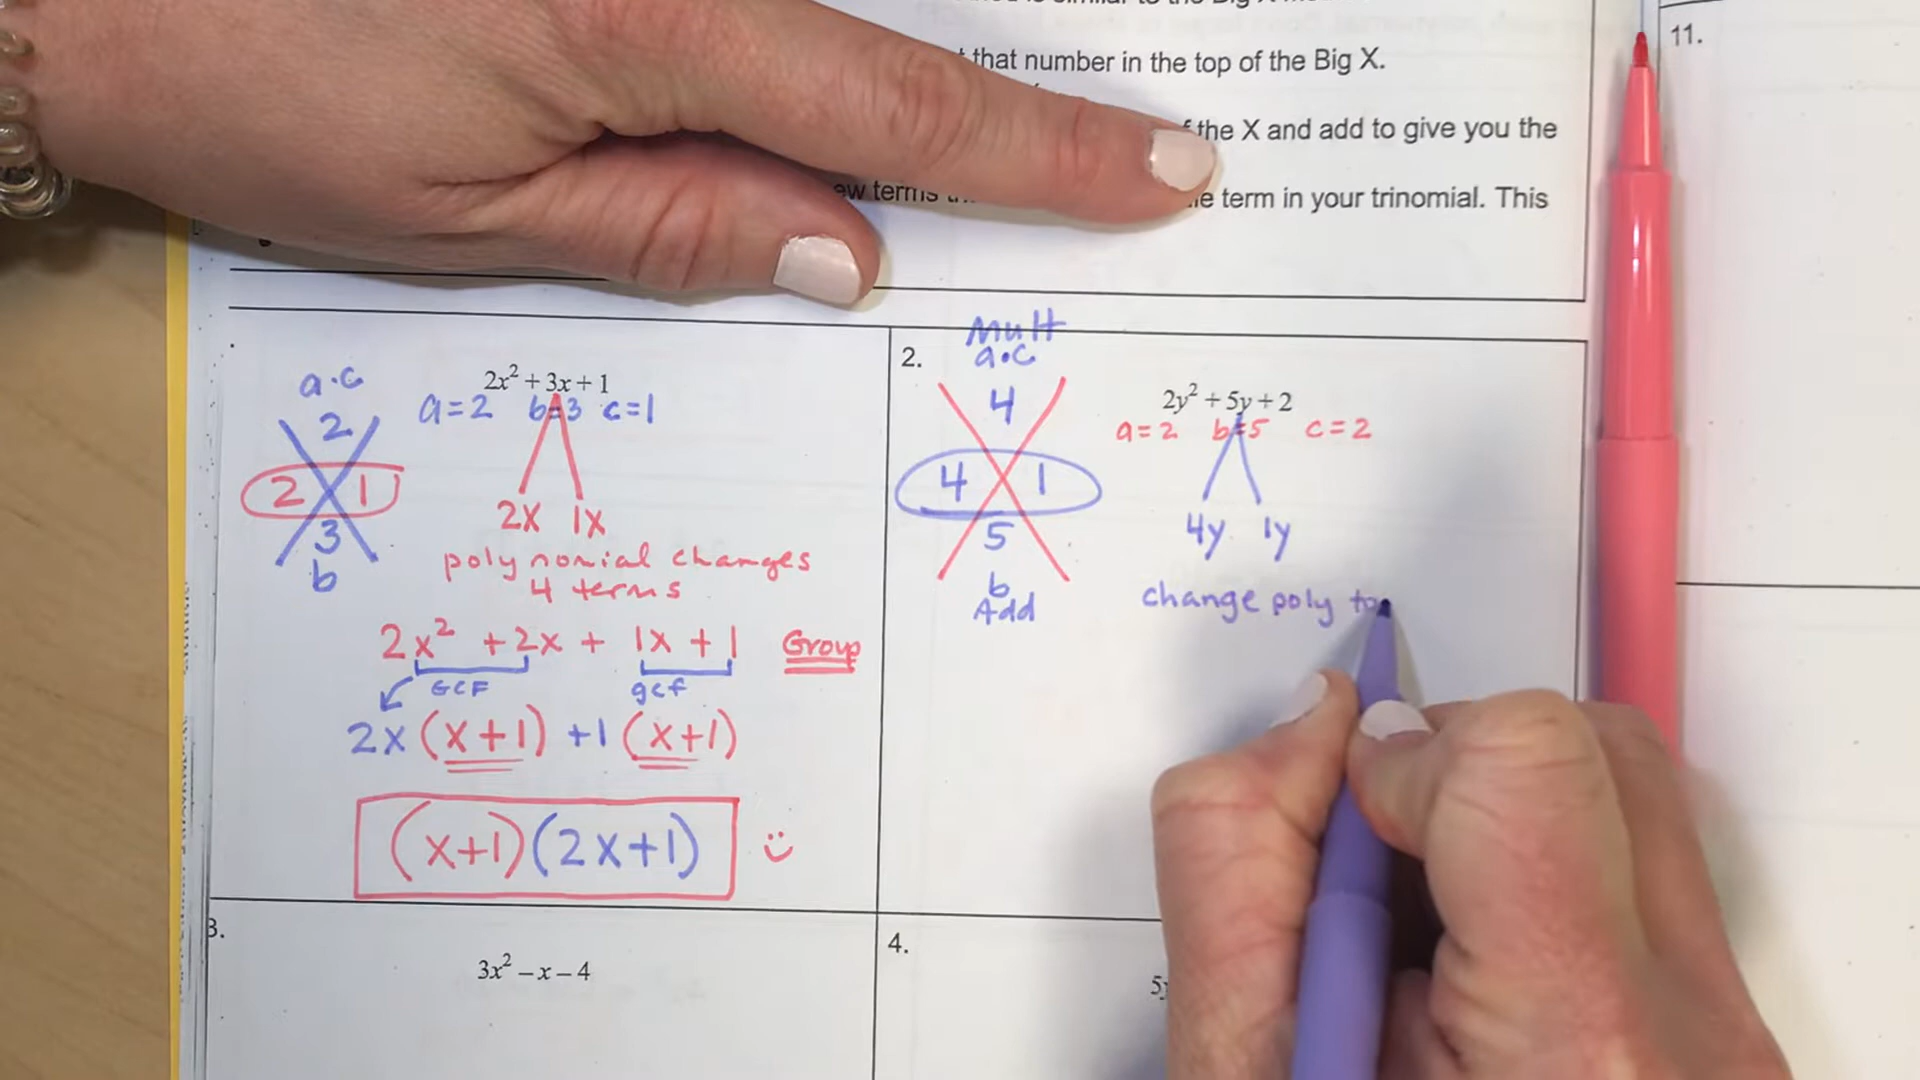 that number in the top of the Big X.
the X and add to give you the
terms
term in your trinomial. This
11.
a·c
2
2 1
3
b
2x² + 3x + 1
a=2 b=3 c=1
2x 1x
polynomial changes
4 terms
2x² + 2x + 1x + 1 Group
GCF gcf
2x (x+1) +1 (x+1)
(x+1)(2x+1)
2.
Mult
a·c
4
4 1
5
b
Add
2y² + 5y + 2
a=2 b=5 c=2
4y 1y
change poly to
3.
3x² – x – 4
4.